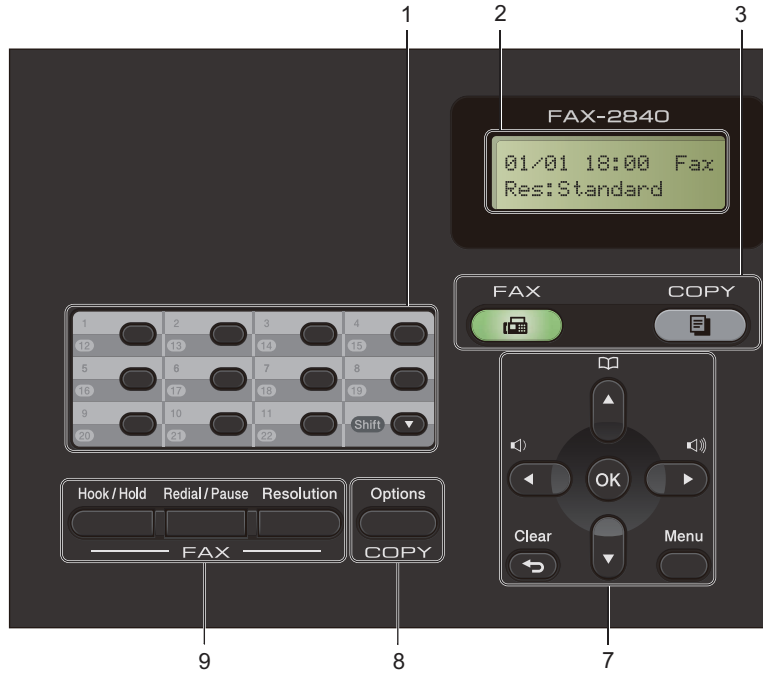 1 2 3
FAX-2840
01/01 18:00 Fax
Res:Standard
FAX COPY
1 2 3 4
12 13 14 15
5 6 7 8
16 17 18 19
9 10 11 Shift
20 21 22
OK
Hook / Hold Redial / Pause Resolution Options
FAX COPY
Clear Menu
9 8 7